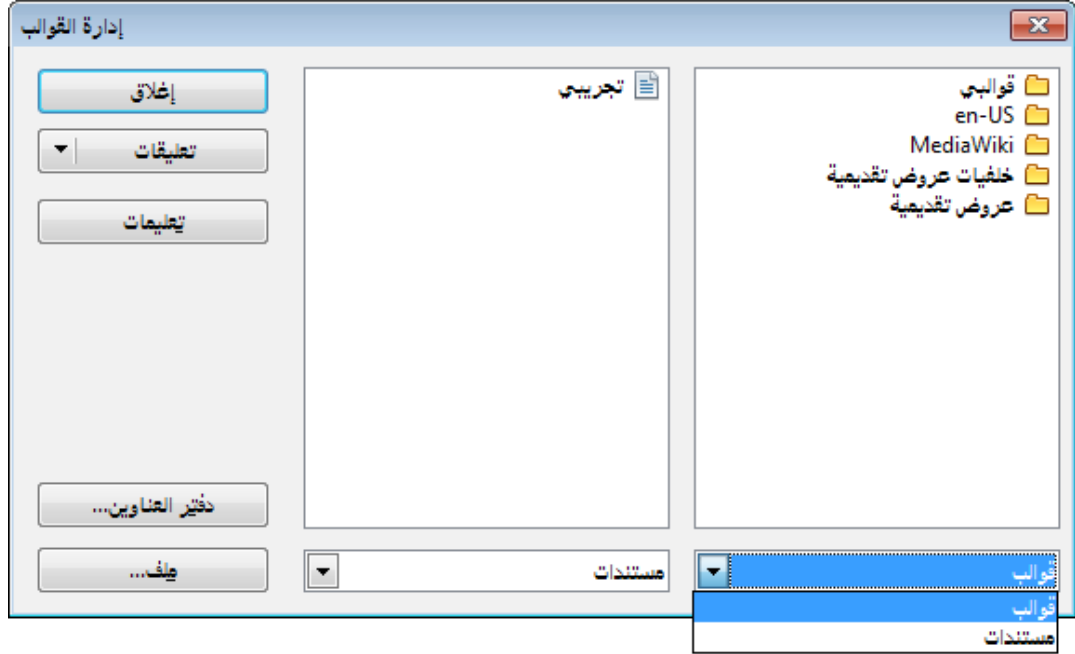 إدارة القوالب
قوالبي
en-US
MediaWiki
خلفيات عروض تقديمية
عروض تقديمية
تجريبي
إغلاق
تعليقات
تعليمات
دفتر العناوين...
ملف...
قوالب
مستندات
قوالب
مستندات